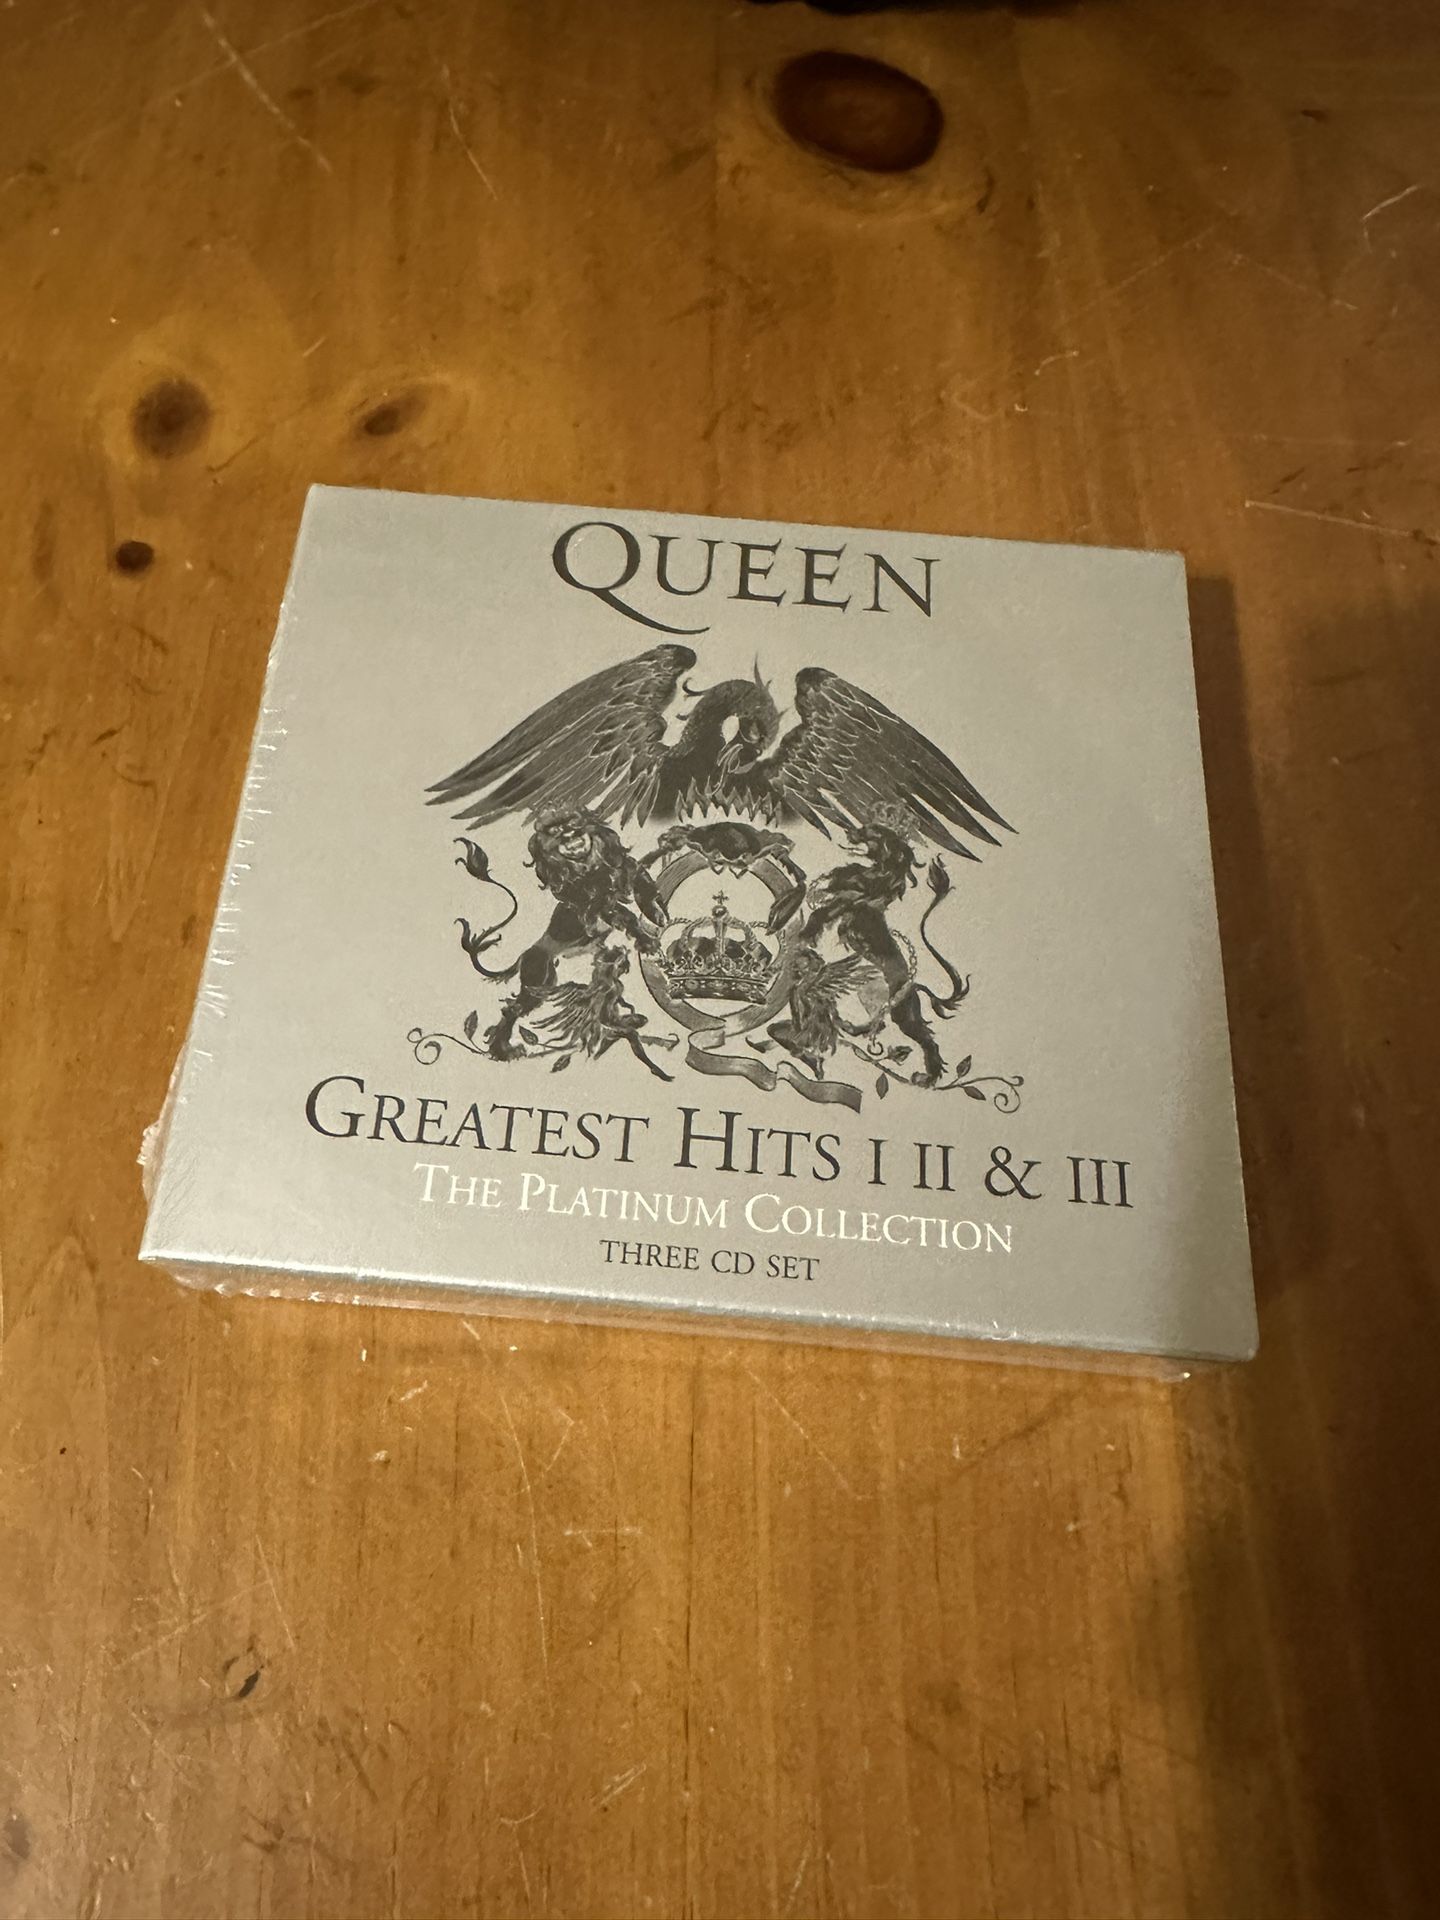 QUEEN
GREATEST HITS I II & III
THE PLATINUM COLLECTION
THREE CD SET